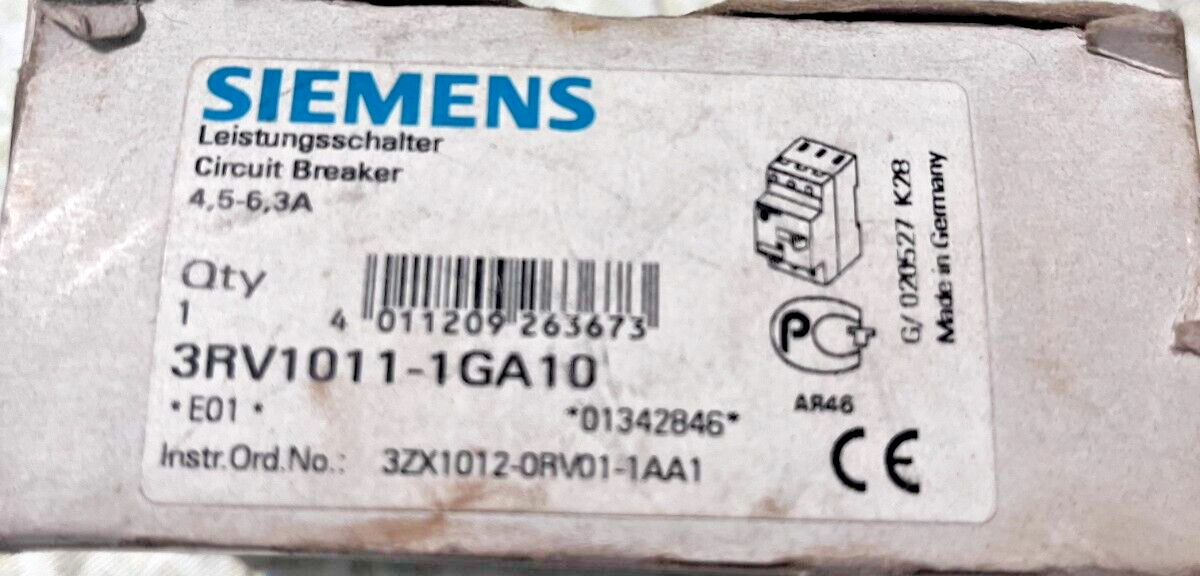 SIEMENS
Leistungsschalter
Circuit Breaker
4,5-6,3A
Qty
1
4 011209 263673
3RV1011-1GA10
*E01*
*01342846*
Instr.Ord.No.: 3ZX1012-0RV01-1AA1
PC
AR46
CE
G/ 020527 K28
Made in Germany